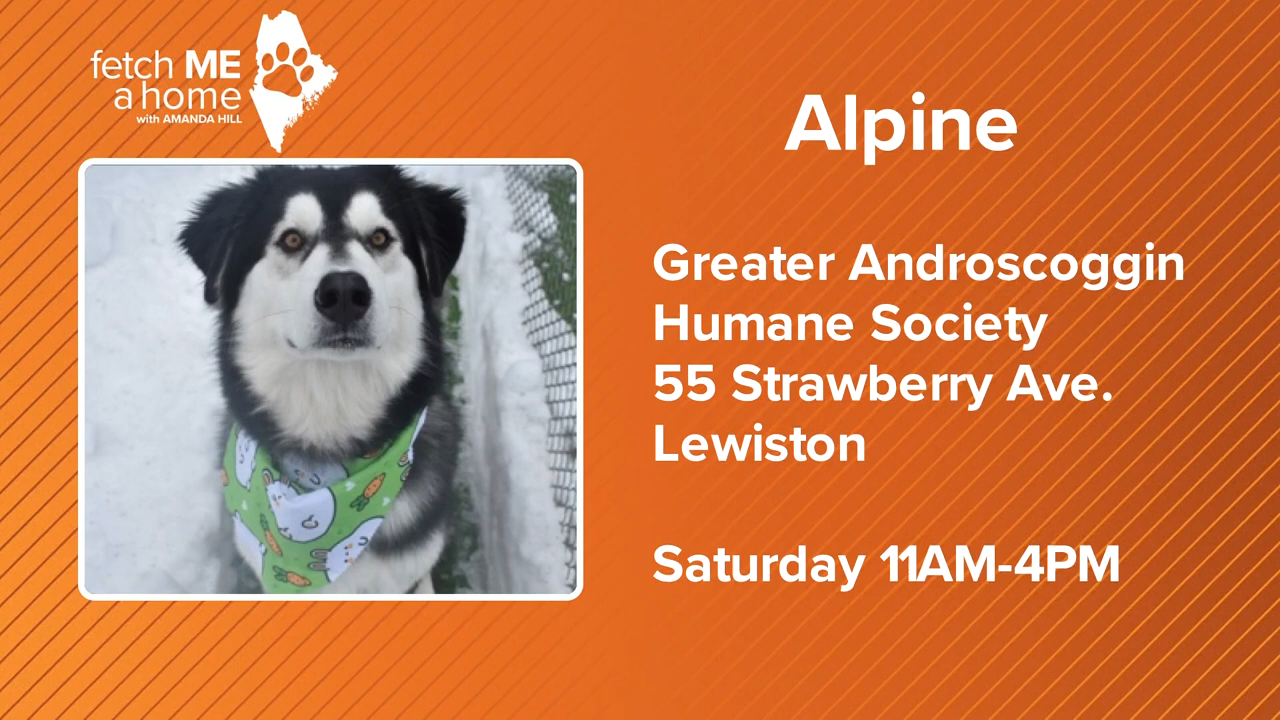 fetch ME
a home
with AMANDA HILL
Alpine
Greater Androscoggin
Humane Society
55 Strawberry Ave.
Lewiston
Saturday 11AM-4PM